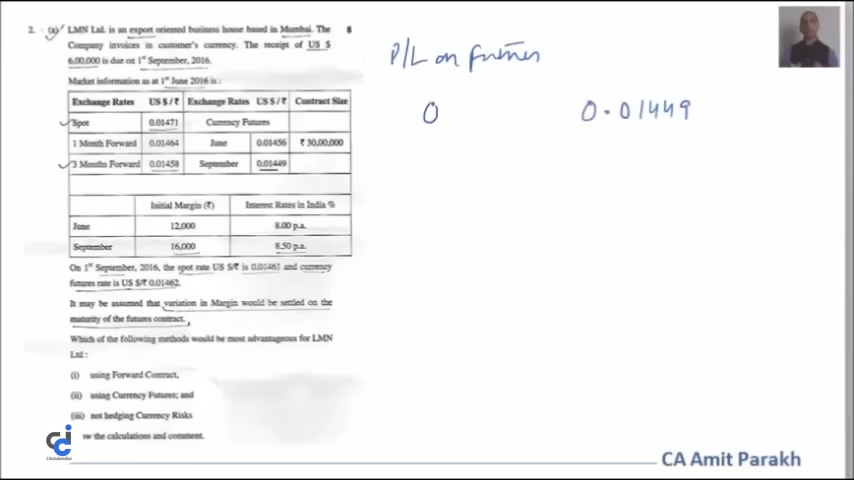 2. (a) LMN Ltd. is an export oriented business house based in Mumbai. The 8
Company invoices in customer's currency. The receipt of US $
6,00,000 is due on 1st September, 2016.
Market information as at 1st June 2016 is :
Exchange Rates US $/₹ Exchange Rates US $/₹ Contract Size
Spot 0.01471 Currency Futures
1 Month Forward 0.01464 June 0.01456 ₹ 30,00,000
3 Months Forward 0.01458 September 0.01449
Initial Margin (₹) Interest Rates in India %
June 12,000 8.00 p.a.
September 16,000 8.50 p.a.
On 1st September, 2016, the spot rate US $/₹ is 0.01461 and currency
futures rate is US $/₹ 0.01462.
It may be assumed that variation in Margin would be settled on the
maturity of the futures contract.
Which of the following methods would be most advantageous for LMN
Ltd :
(i) using Forward Contract,
(ii) using Currency Futures; and
(iii) not hedging Currency Risks
ow the calculations and comment.
P/L on futures
0 0.01449
CA Amit Parakh